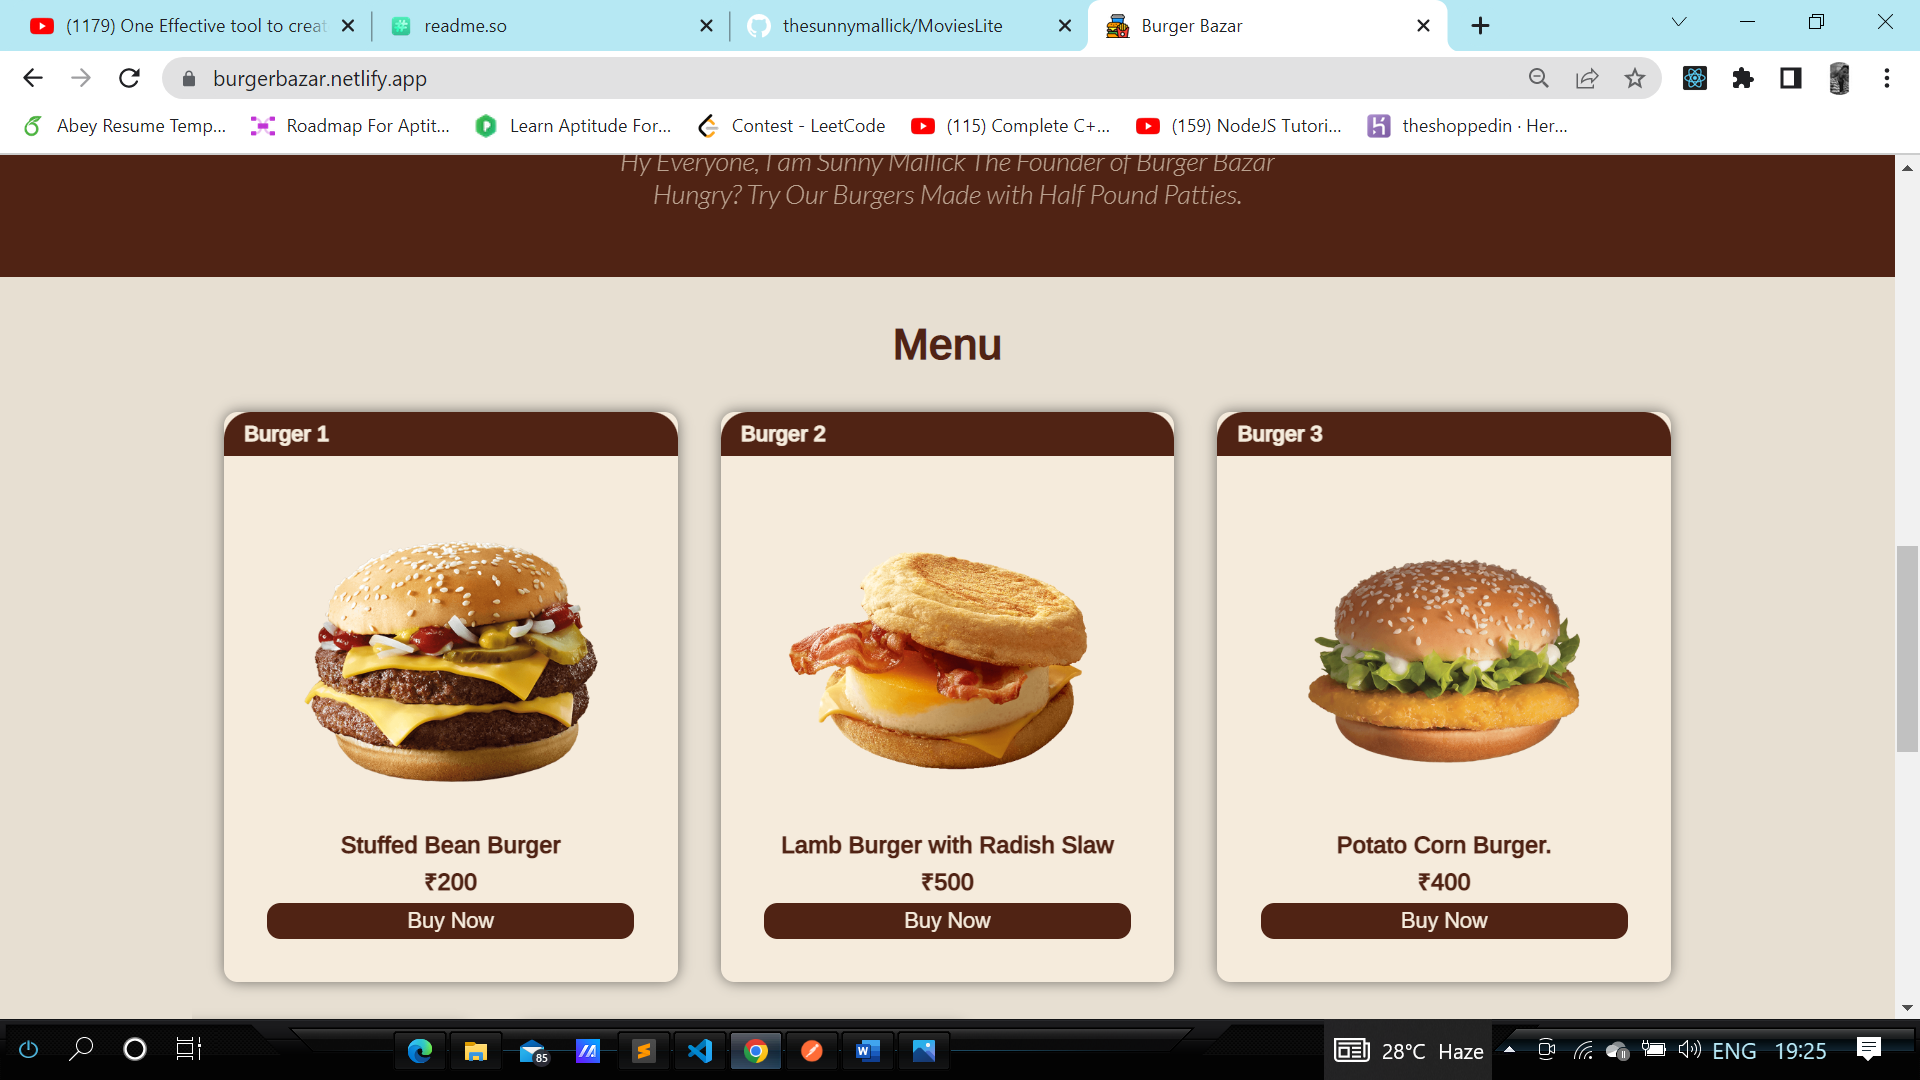 (1179) One Effective tool to creat
readme.so
thesunnymallick/MoviesLite
Burger Bazar
burgerbazar.netlify.app
Abey Resume Temp...
Roadmap For Aptit...
Learn Aptitude For...
Contest - LeetCode
(115) Complete C+...
(159) NodeJS Tutori...
theshoppedin · Her...
Hy Everyone, I am Sunny Mallick The Founder of Burger Bazar
Hungry? Try Our Burgers Made with Half Pound Patties.
Menu
Burger 1
Burger 2
Burger 3
Stuffed Bean Burger
₹200
Buy Now
Lamb Burger with Radish Slaw
₹500
Buy Now
Potato Corn Burger.
₹400
Buy Now
85
28°C Haze
ENG
19:25